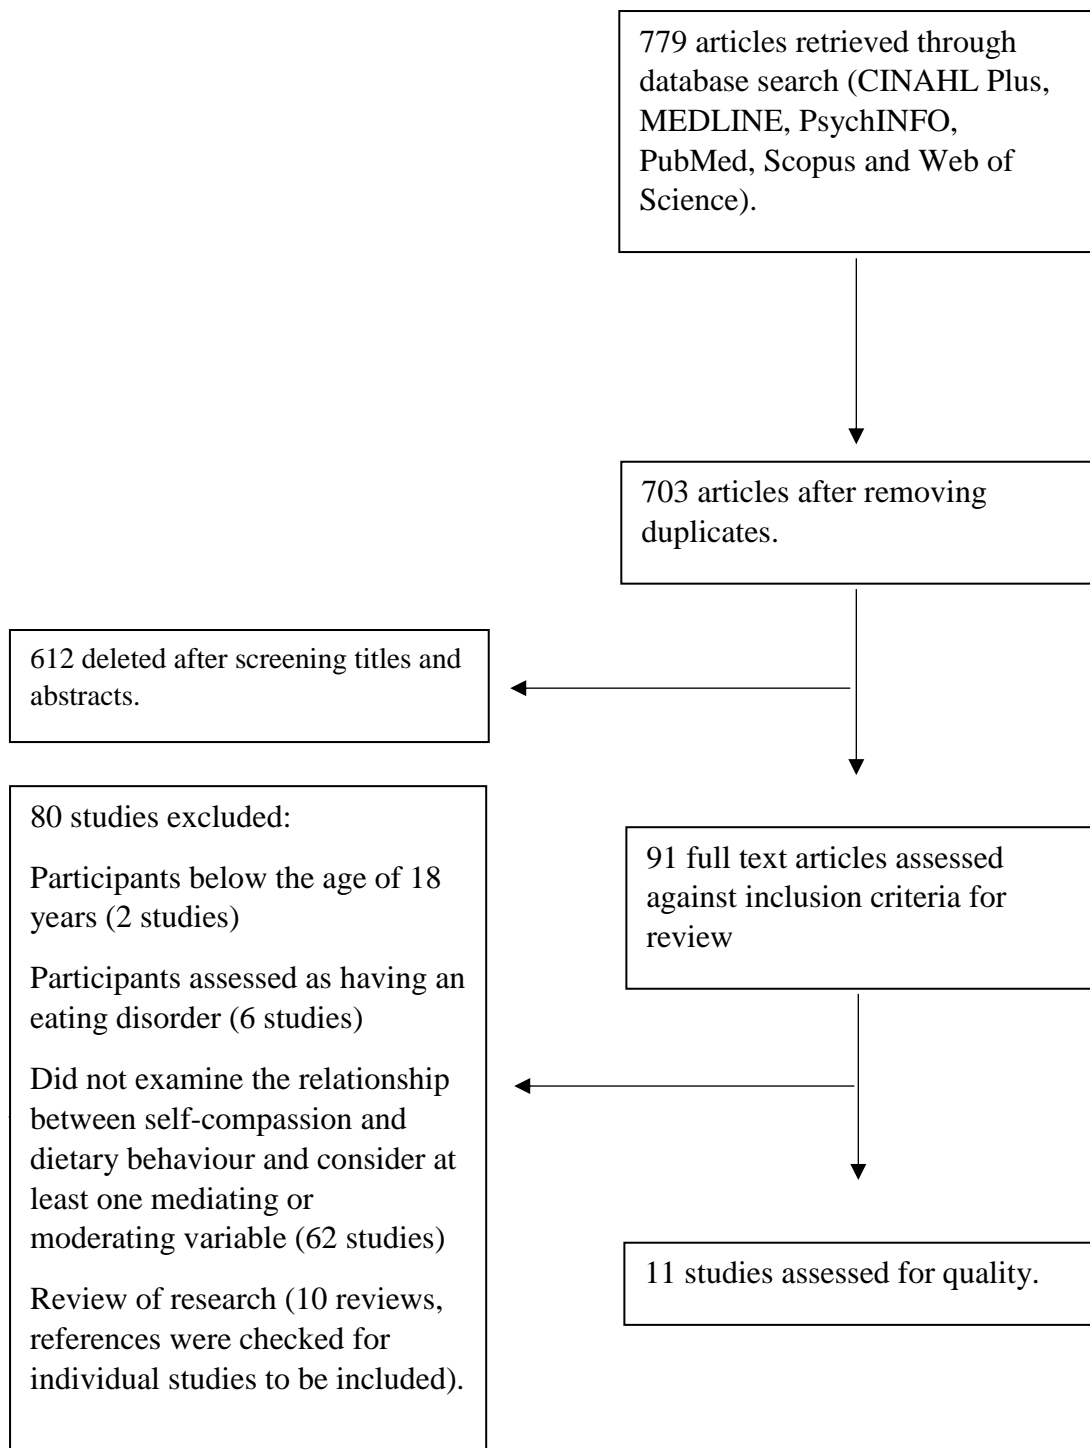 779 articles retrieved through
database search (CINAHL Plus,
MEDLINE, PsychINFO,
PubMed, Scopus and Web of
Science).
703 articles after removing
duplicates.
612 deleted after screening titles and
abstracts.
91 full text articles assessed
against inclusion criteria for
review
80 studies excluded:
Participants below the age of 18
years (2 studies)
Participants assessed as having an
eating disorder (6 studies)
Did not examine the relationship
between self-compassion and
dietary behaviour and consider at
least one mediating or
moderating variable (62 studies)
Review of research (10 reviews,
references were checked for
individual studies to be included).
11 studies assessed for quality.